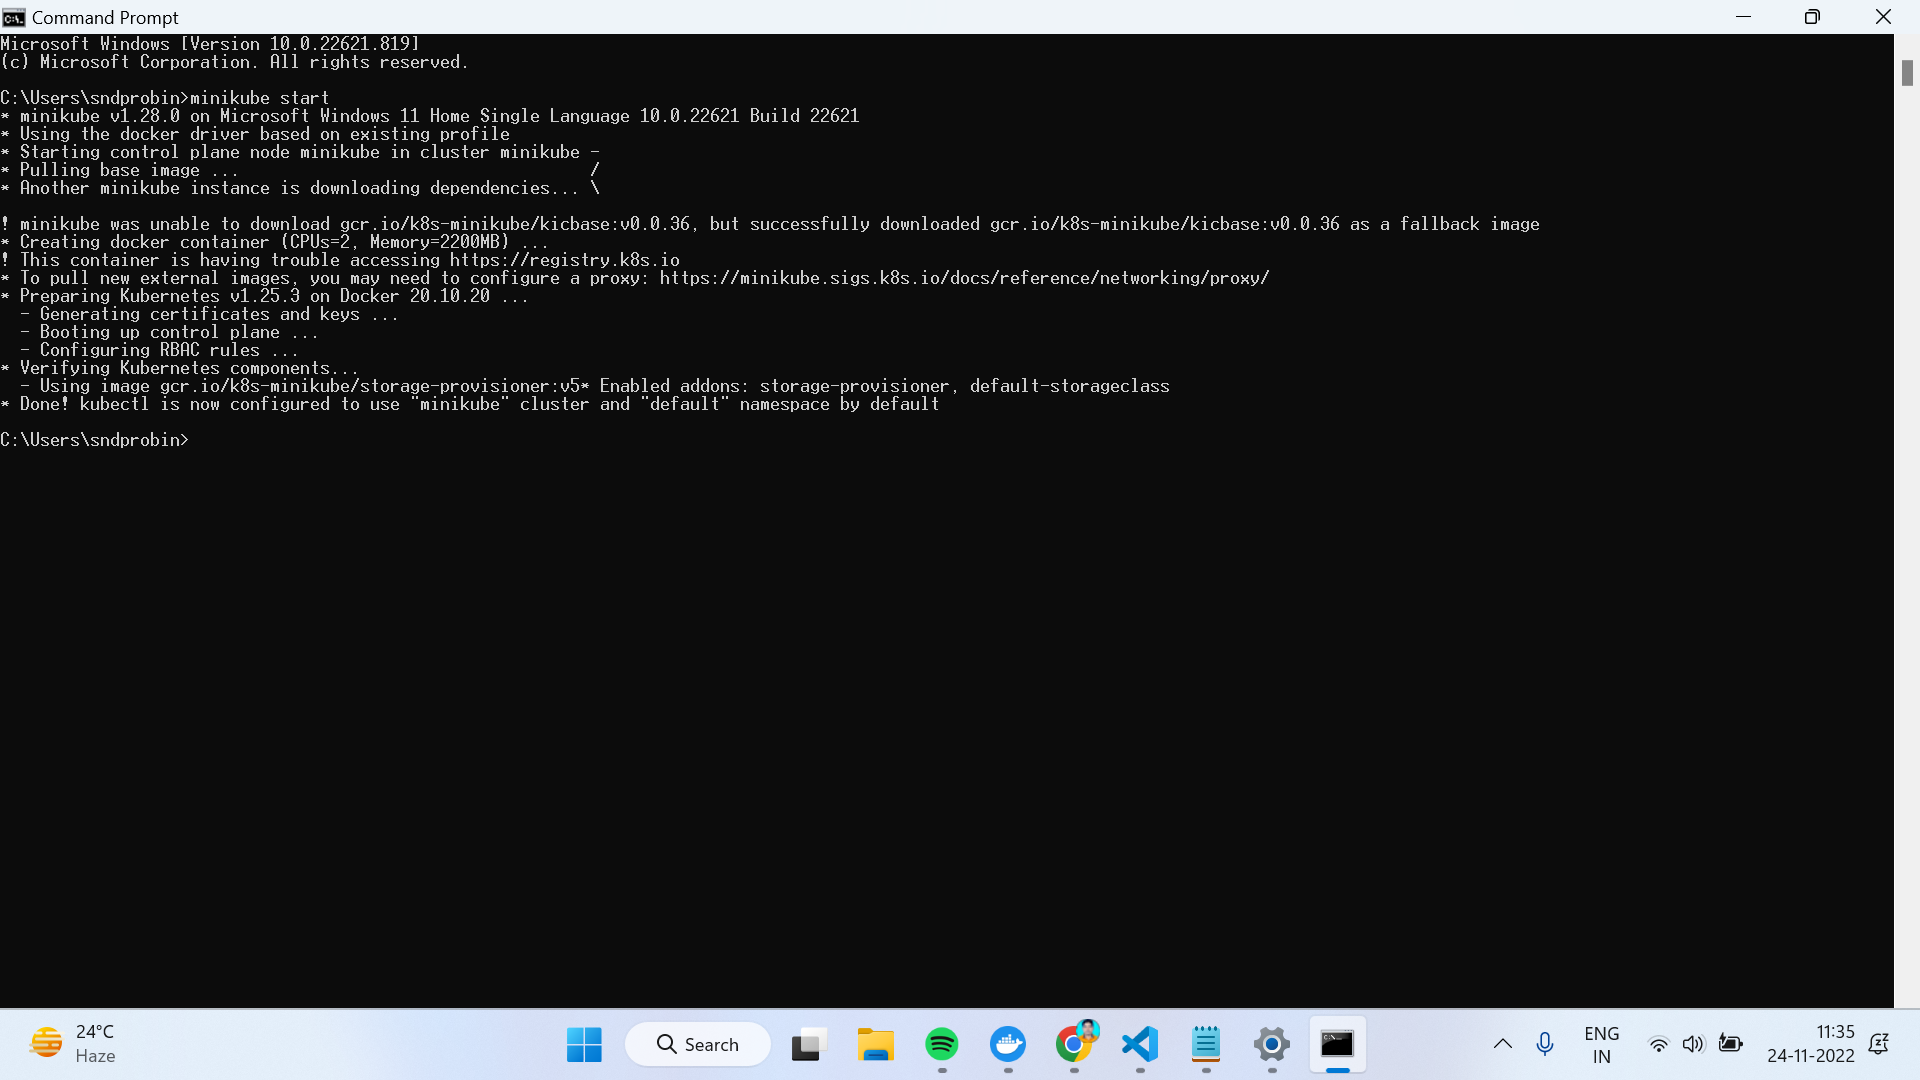 Command Prompt
Microsoft Windows [Version 10.0.22621.819]
(c) Microsoft Corporation. All rights reserved.
C:\Users\sndprobin>minikube start
* minikube v1.28.0 on Microsoft Windows 11 Home Single Language 10.0.22621 Build 22621
* Using the docker driver based on existing profile
* Starting control plane node minikube in cluster minikube -
* Pulling base image ... /
* Another minikube instance is downloading dependencies... \
! minikube was unable to download gcr.io/k8s-minikube/kicbase:v0.0.36, but successfully downloaded gcr.io/k8s-minikube/kicbase:v0.0.36 as a fallback image
* Creating docker container (CPUs=2, Memory=2200MB) ...
! This container is having trouble accessing https://registry.k8s.io
* To pull new external images, you may need to configure a proxy: https://minikube.sigs.k8s.io/docs/reference/networking/proxy/
* Preparing Kubernetes v1.25.3 on Docker 20.10.20 ...
  - Generating certificates and keys ...
  - Booting up control plane ...
  - Configuring RBAC rules ...
* Verifying Kubernetes components...
  - Using image gcr.io/k8s-minikube/storage-provisioner:v5* Enabled addons: storage-provisioner, default-storageclass
* Done! kubectl is now configured to use "minikube" cluster and "default" namespace by default
C:\Users\sndprobin>
24°C
Haze
Search
ENG
IN
11:35
24-11-2022